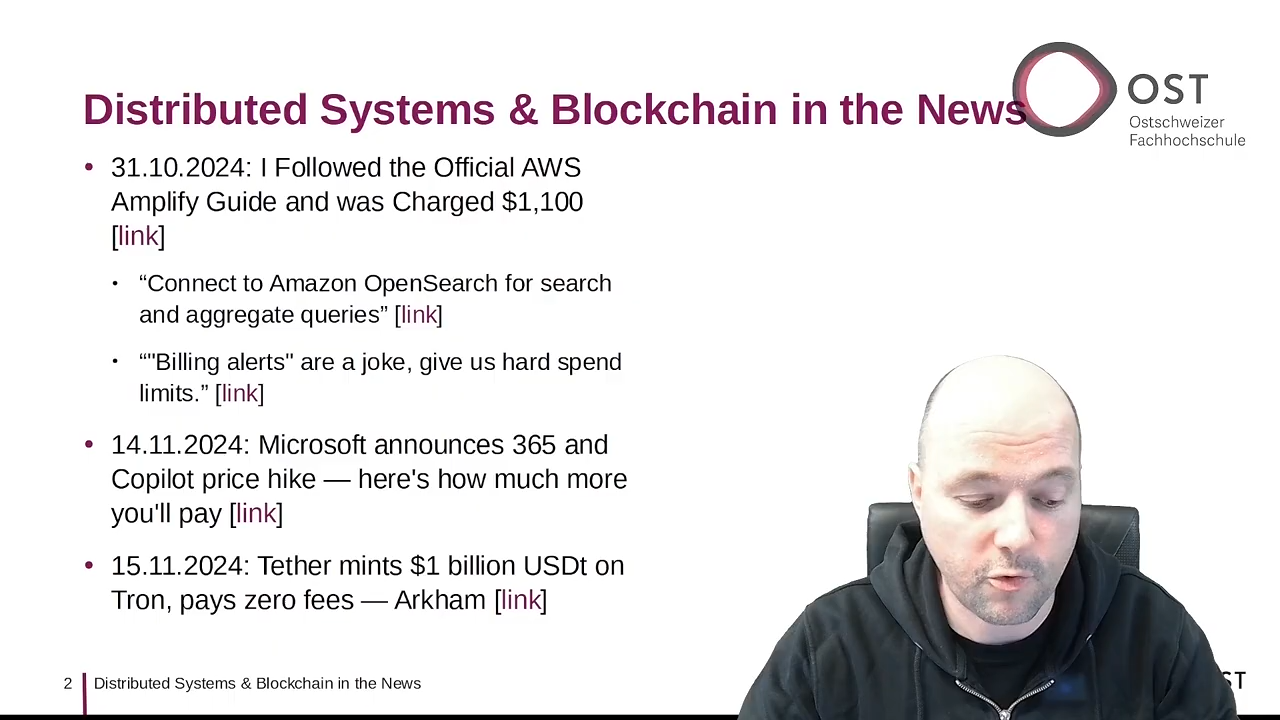 Distributed Systems & Blockchain in the News
OST
Ostschweizer
Fachhochschule
• 31.10.2024: I Followed the Official AWS
Amplify Guide and was Charged $1,100
[link]
• “Connect to Amazon OpenSearch for search
and aggregate queries” [link]
• “"Billing alerts" are a joke, give us hard spend
limits.” [link]
• 14.11.2024: Microsoft announces 365 and
Copilot price hike — here's how much more
you'll pay [link]
• 15.11.2024: Tether mints $1 billion USDt on
Tron, pays zero fees — Arkham [link]
2 Distributed Systems & Blockchain in the News